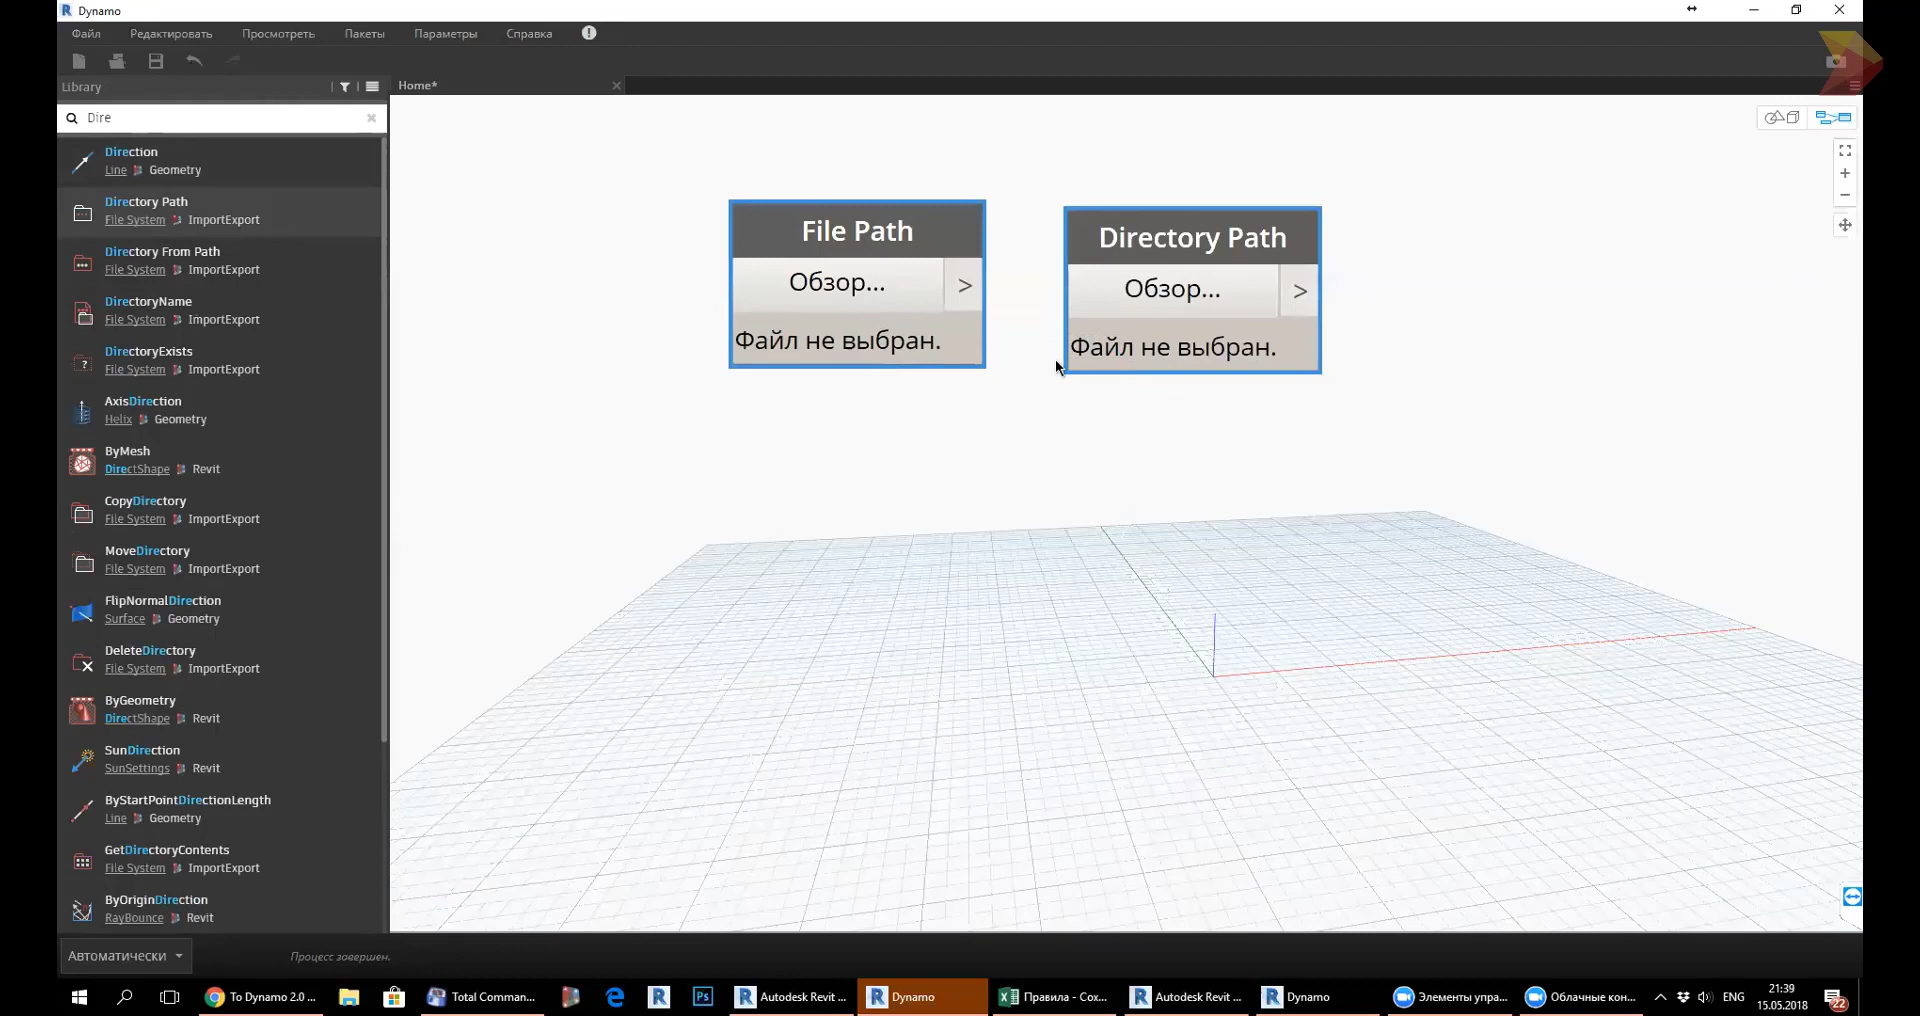 Dynamo
Файл Редактировать Просмотреть Пакеты Параметры Справка
Library
Home*
Dire
Direction
Line Geometry
Directory Path
File System ImportExport
Directory From Path
File System ImportExport
DirectoryName
File System ImportExport
DirectoryExists
File System ImportExport
AxisDirection
Helix Geometry
ByMesh
DirectShape Revit
CopyDirectory
File System ImportExport
MoveDirectory
File System ImportExport
FlipNormalDirection
Surface Geometry
DeleteDirectory
File System ImportExport
ByGeometry
DirectShape Revit
SunDirection
SunSettings Revit
ByStartPointDirectionLength
Line Geometry
GetDirectoryContents
File System ImportExport
ByOriginDirection
RayBounce Revit
File Path
Обзор... >
Файл не выбран.
Directory Path
Обзор... >
Файл не выбран.
Автоматически
Процесс завершен.
To Dynamo 2.0 ...
Total Comman...
Ps
Autodesk Revit ...
Dynamo
Правила - Сох...
Autodesk Revit ...
Dynamo
Элементы упра...
Облачные кон...
ENG
21:39
15.05.2018
22